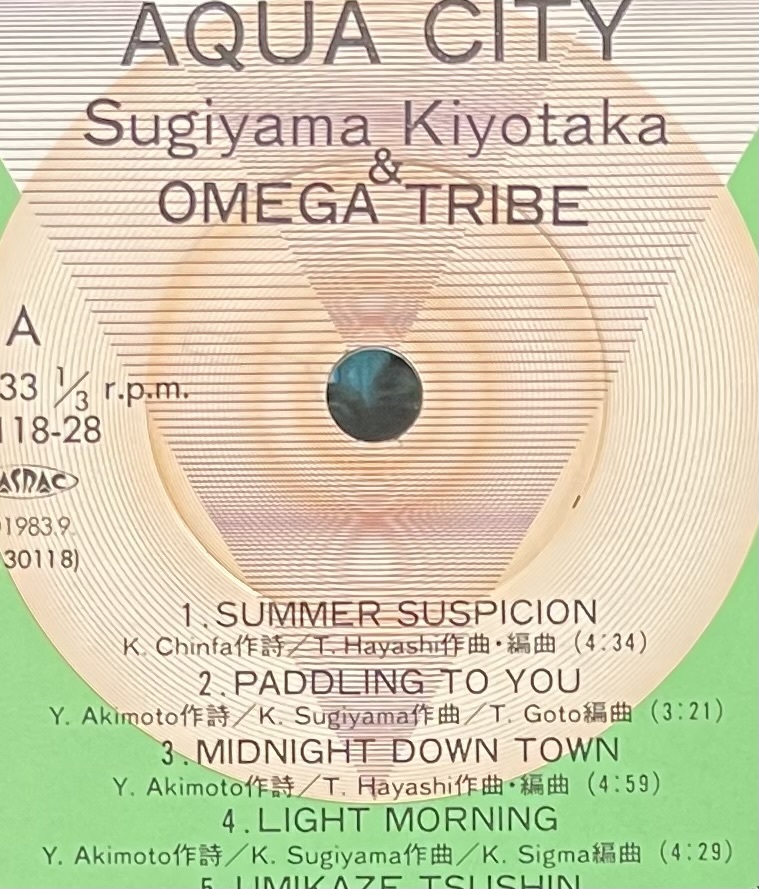 AQUA CITY
Sugiyama Kiyotaka
&
OMEGA TRIBE
A
33 1/3 r.p.m.
118-28
JASRAC
1983.9.
30118)
1.SUMMER SUSPICION
K. Chinfa作詩／T. Hayashi作曲・編曲 (4:34)
2.PADDLING TO YOU
Y. Akimoto作詩／K. Sugiyama作曲／T. Goto編曲 (3:21)
3.MIDNIGHT DOWN TOWN
Y. Akimoto作詩／T. Hayashi作曲・編曲 (4:59)
4.LIGHT MORNING
Y. Akimoto作詩／K. Sugiyama作曲／K. Sigma編曲 (4:29)
5.UMIKAZE TSUSHIN